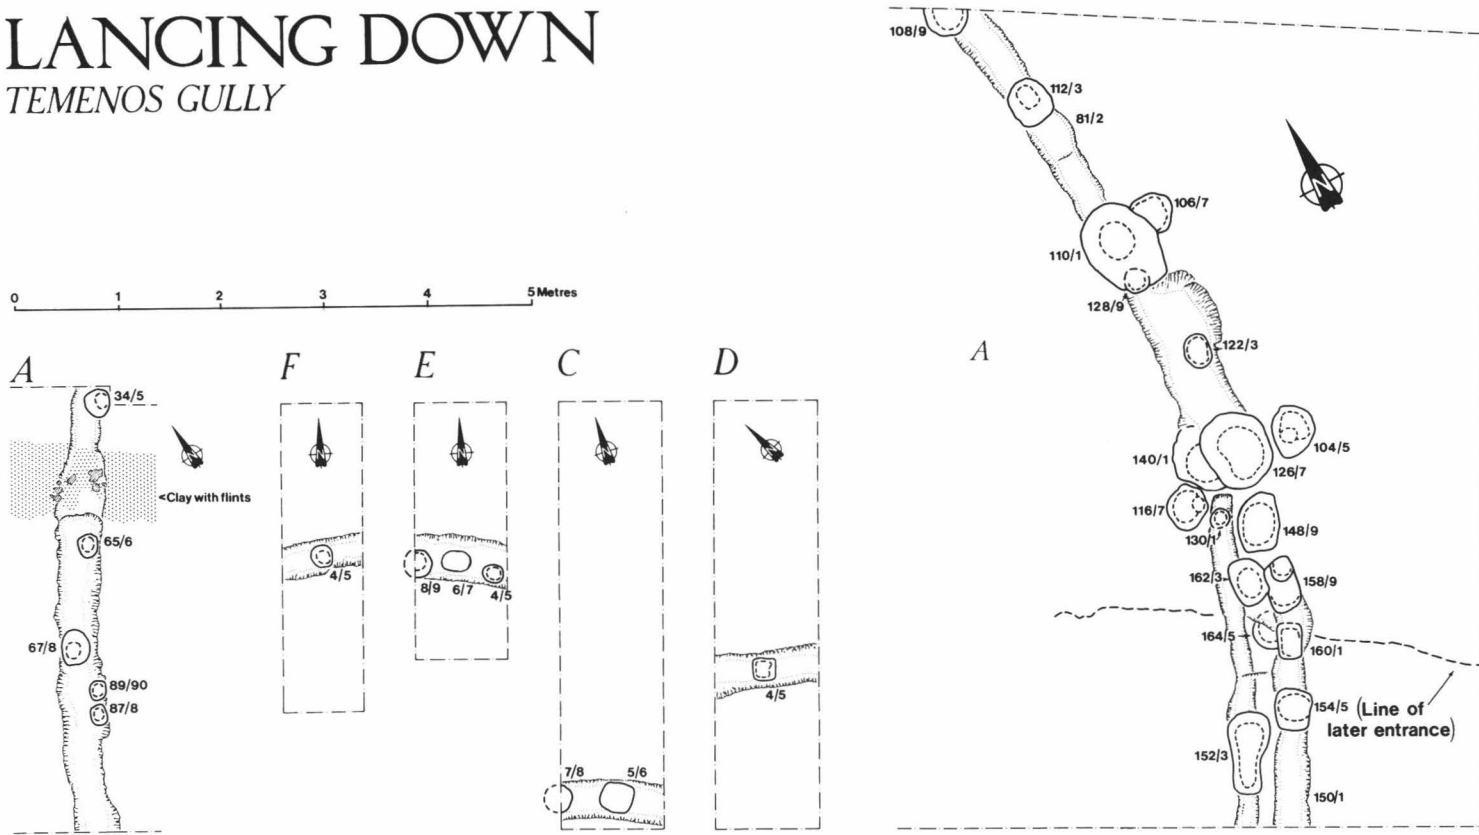 LANCING DOWN
TEMENOS GULLY
0 1 2 3 4 5 Metres
A
34/5
<Clay with flints
65/6
67/8
89/90
87/8
F
N
4/5
E
N
8/9 6/7 4/5
C
N
7/8 5/6
D
N
4/5
108/9
112/3
81/2
N
106/7
110/1
128/9
A
122/3
104/5
140/1
126/7
116/7
130/1
148/9
162/3
158/9
164/5
160/1
154/5
(Line of
later entrance)
152/3
150/1